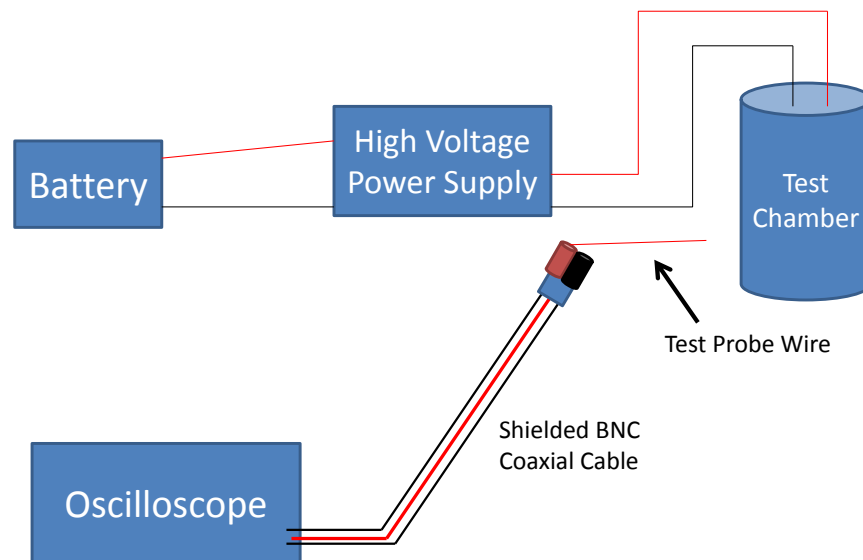 High Voltage
Power Supply
Battery
Test
Chamber
Test Probe Wire
Shielded BNC
Coaxial Cable
Oscilloscope